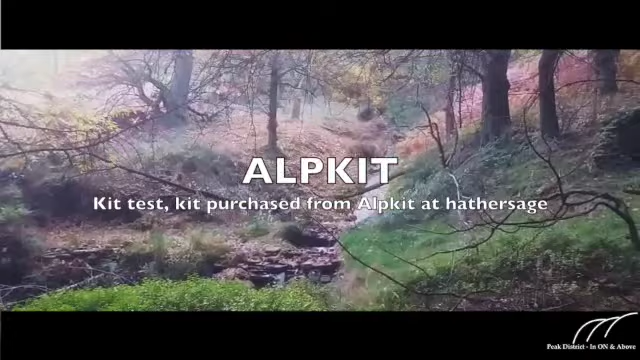 ALPKIT
Kit test, kit purchased from Alpkit at hathersage
Peak District - In ON & Above